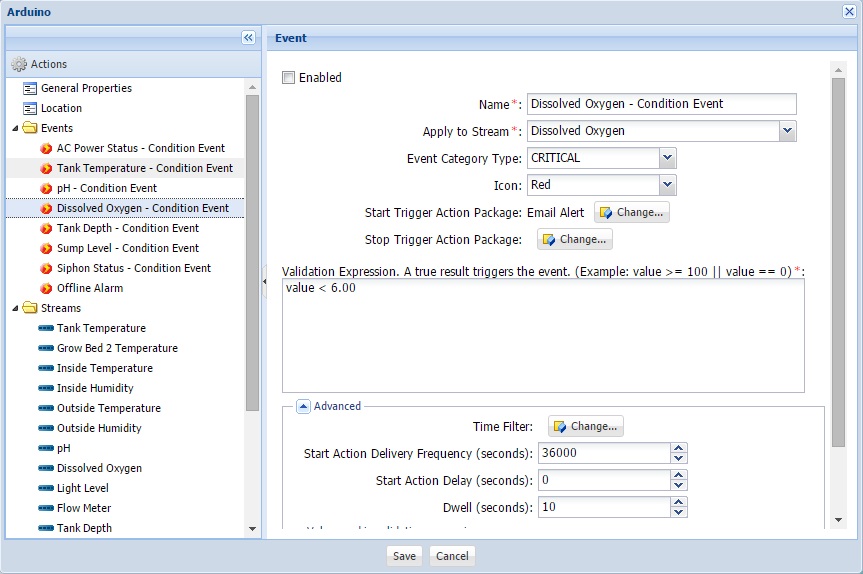 Arduino
Event
Actions
General Properties
Location
Events
AC Power Status - Condition Event
Tank Temperature - Condition Event
pH - Condition Event
Dissolved Oxygen - Condition Event
Tank Depth - Condition Event
Sump Level - Condition Event
Siphon Status - Condition Event
Offline Alarm
Streams
Tank Temperature
Grow Bed 2 Temperature
Inside Temperature
Inside Humidity
Outside Temperature
Outside Humidity
pH
Dissolved Oxygen
Light Level
Flow Meter
Tank Depth
Enabled
Name*: Dissolved Oxygen - Condition Event
Apply to Stream*: Dissolved Oxygen
Event Category Type: CRITICAL
Icon: Red
Start Trigger Action Package: Email Alert Change...
Stop Trigger Action Package: Change...
Validation Expression. A true result triggers the event. (Example: value >= 100 || value == 0)*:
value < 6.00
Advanced
Time Filter: Change...
Start Action Delivery Frequency (seconds): 36000
Start Action Delay (seconds): 0
Dwell (seconds): 10
Save Cancel